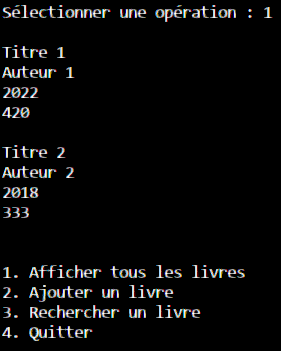 Sélectionner une opération : 1
Titre 1
Auteur 1
2022
420
Titre 2
Auteur 2
2018
333
1. Afficher tous les livres
2. Ajouter un livre
3. Rechercher un livre
4. Quitter